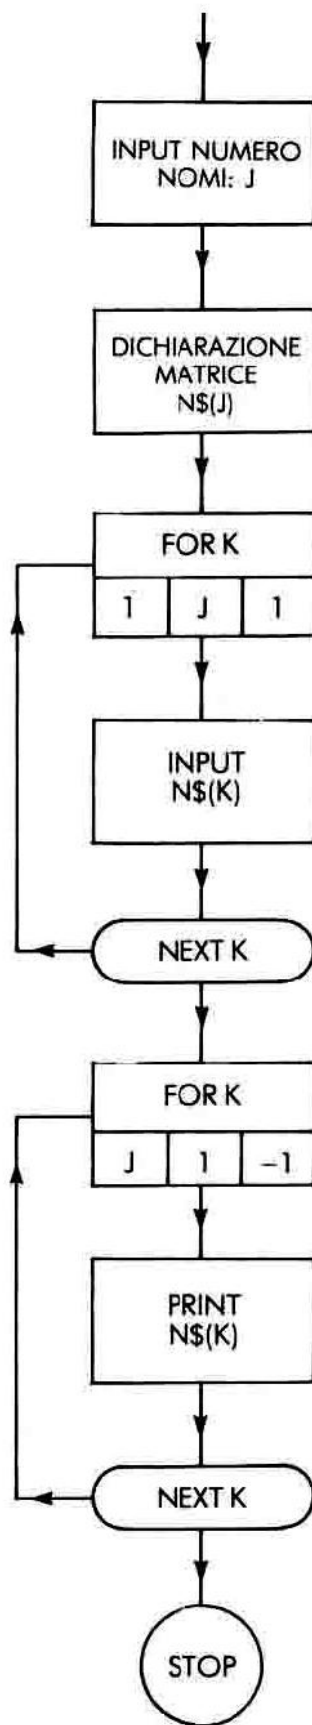 INPUT NUMERO
NOMI: J
DICHIARAZIONE
MATRICE
N$(J)
FOR K
1 J 1
INPUT
N$(K)
NEXT K
FOR K
J 1 -1
PRINT
N$(K)
NEXT K
STOP